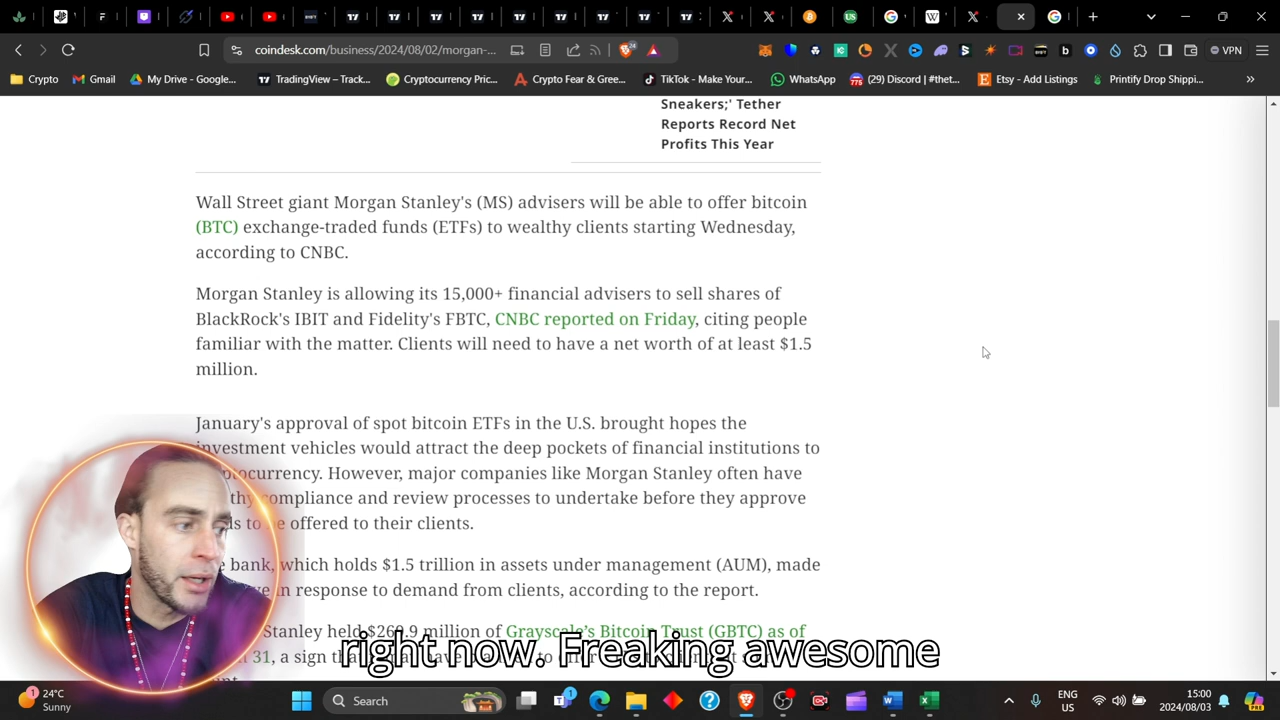 coindesk.com/business/2024/08/02/morgan-...
VPN
Crypto
Gmail
My Drive - Google...
TradingView – Track...
Cryptocurrency Pric...
Crypto Fear & Gree...
TikTok - Make Your...
WhatsApp
(29) Discord | #thet...
Etsy - Add Listings
Printify Drop Shippi...
Sneakers;' Tether
Reports Record Net
Profits This Year
Wall Street giant Morgan Stanley's (MS) advisers will be able to offer bitcoin
(BTC) exchange-traded funds (ETFs) to wealthy clients starting Wednesday,
according to CNBC.
Morgan Stanley is allowing its 15,000+ financial advisers to sell shares of
BlackRock's IBIT and Fidelity's FBTC, CNBC reported on Friday, citing people
familiar with the matter. Clients will need to have a net worth of at least $1.5
million.
January's approval of spot bitcoin ETFs in the U.S. brought hopes the
investment vehicles would attract the deep pockets of financial institutions to
However, major companies like Morgan Stanley often have
compliance and review processes to undertake before they approve
to be offered to their clients.
bank, which holds $1.5 trillion in assets under management (AUM), made
in response to demand from clients, according to the report.
Stanley held $269.9 million of Grayscale's Bitcoin Trust (GBTC) as of
31, a sign
right now. Freaking awesome
24°C
Sunny
Search
ENG
US
15:00
2024/08/03